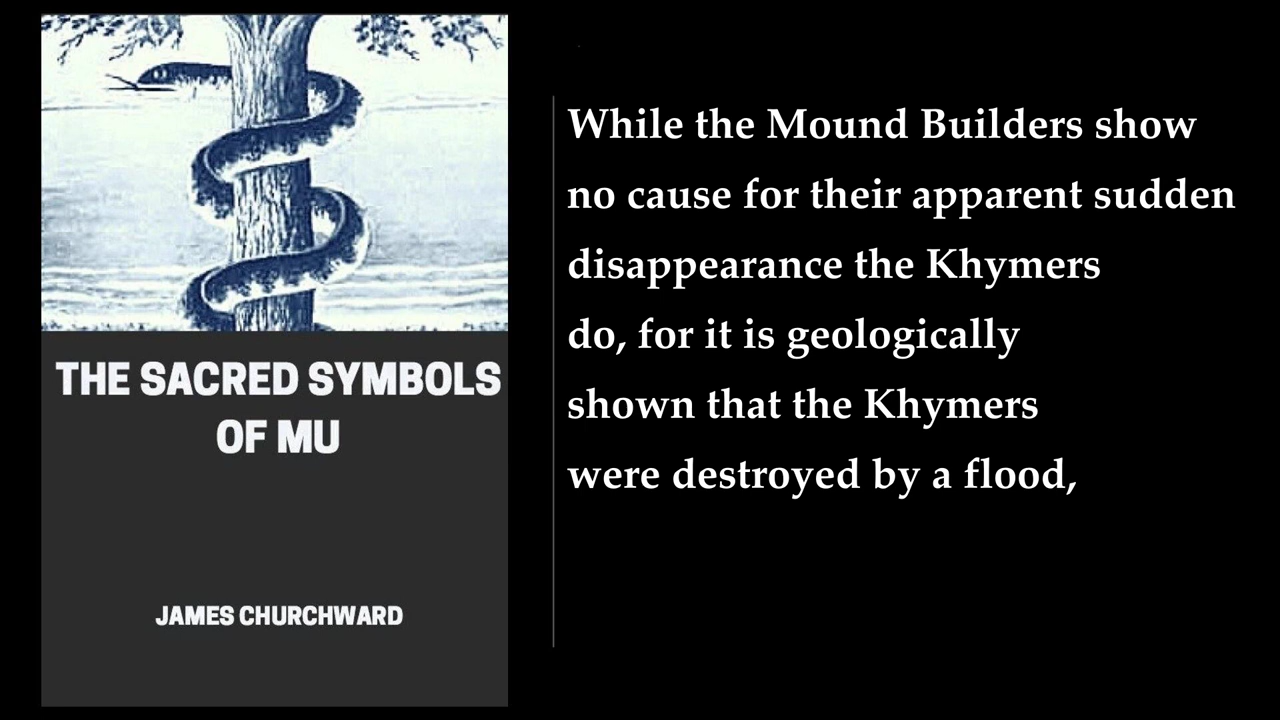 THE SACRED SYMBOLS
OF MU
JAMES CHURCHWARD
While the Mound Builders show
no cause for their apparent sudden
disappearance the Khymers
do, for it is geologically
shown that the Khymers
were destroyed by a flood,